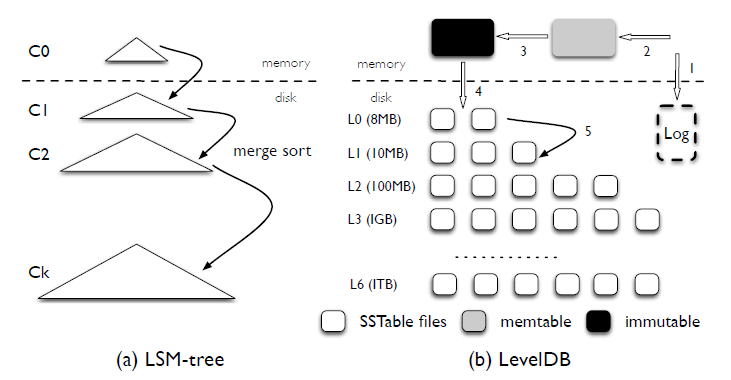 C0
memory
disk
C1
C2
merge sort
Ck
(a) LSM-tree
3
2
1
memory
disk
4
L0 (8MB)
5
Log
L1 (10MB)
L2 (100MB)
L3 (1GB)
........
L6 (1TB)
SSTable files
memtable
immutable
(b) LevelDB